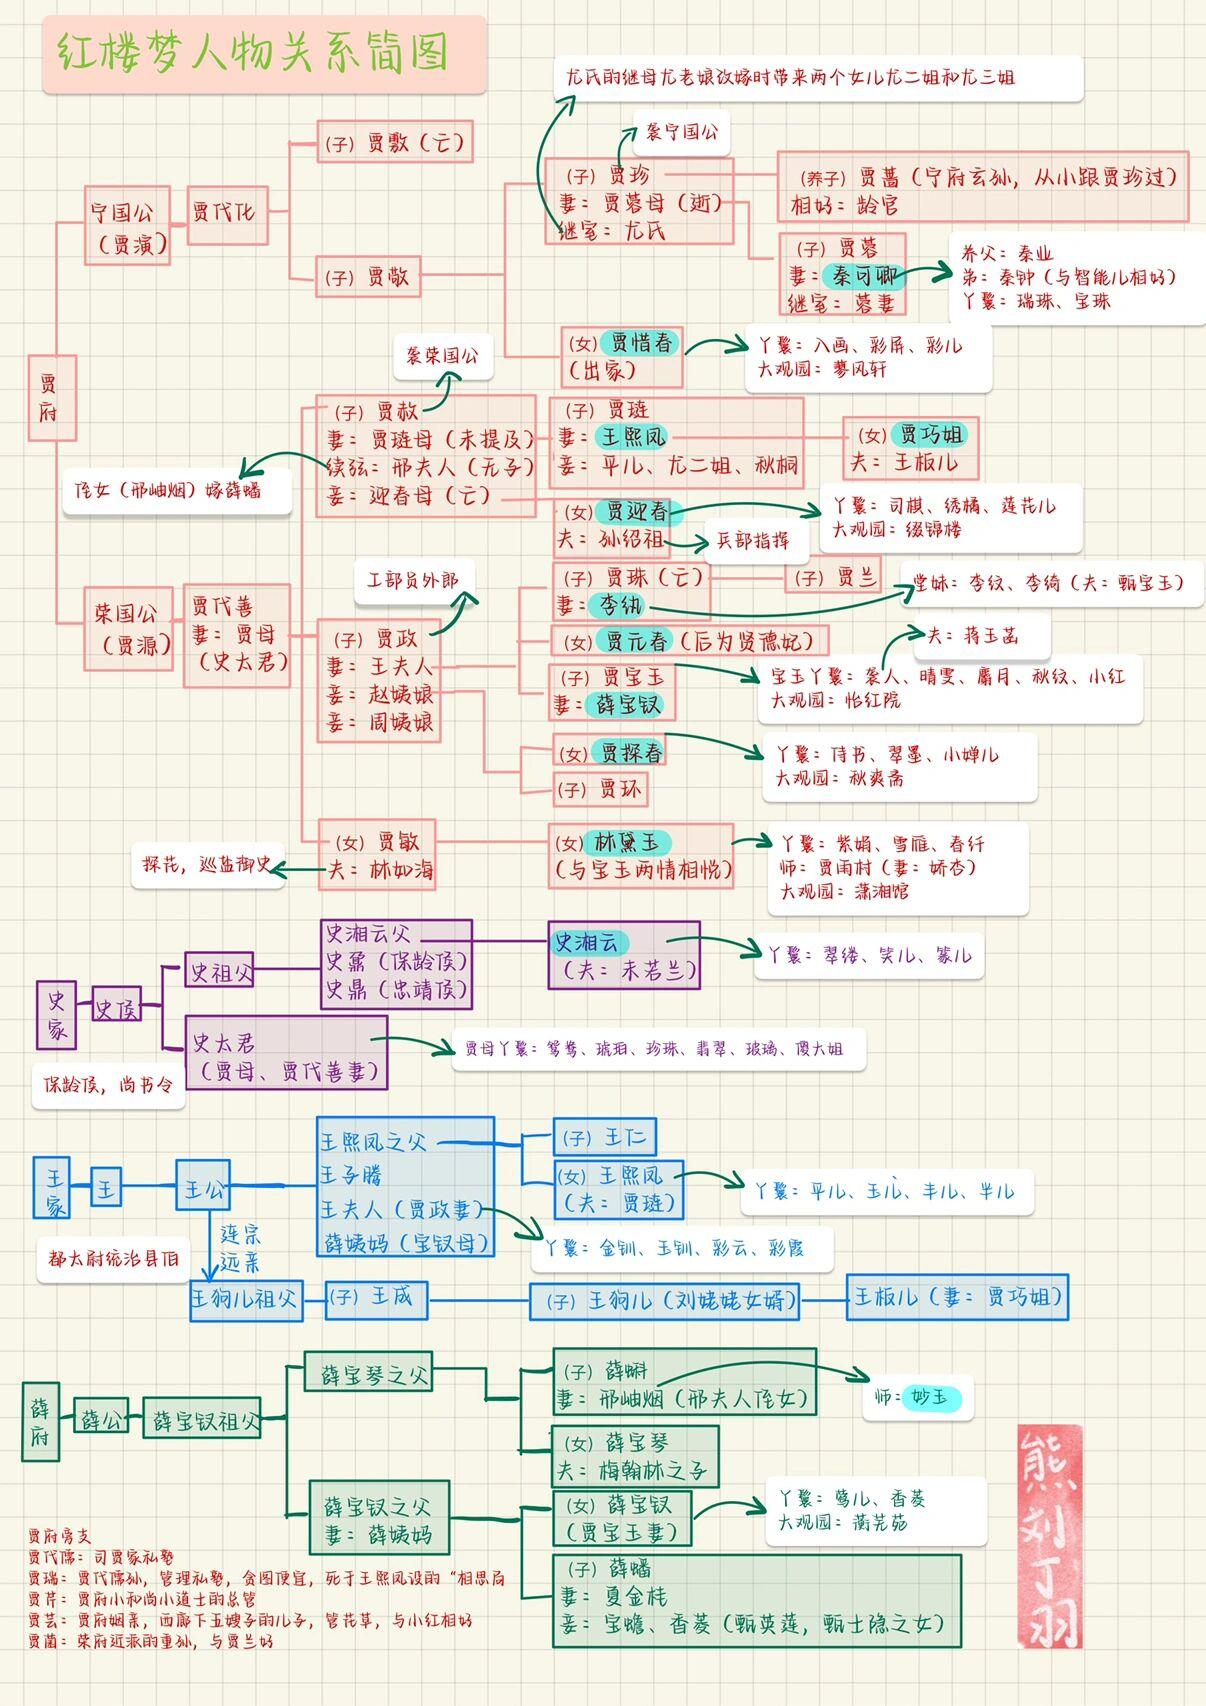 红楼梦人物关系简图
尤氏的继母尤老娘改嫁时带来两个女儿尤二姐和尤三姐
袭宁国公
贾府
宁国公
（贾演）
贾代化
（子）贾敷（亡）
（子）贾敬
（子）贾珍
妻：贾蓉母（逝）
继室：尤氏
（养子）贾蔷（宁府玄孙，从小跟贾珍过）
相好：龄官
（子）贾蓉
妻：秦可卿
继室：蓉妻
养父：秦业
弟：秦钟（与智能儿相好）
丫鬟：瑞珠、宝珠
（女）贾惜春
（出家）
丫鬟：入画、彩屏、彩儿
大观园：蓼风轩
袭荣国公
（子）贾赦
妻：贾琏母（未提及）
续弦：邢夫人（无子）
妾：迎春母（亡）
侄女（邢岫烟）嫁薛蟠
（子）贾琏
妻：王熙凤
妾：平儿、尤二姐、秋桐
（女）贾巧姐
夫：王板儿
（女）贾迎春
夫：孙绍祖
兵部指挥
丫鬟：司棋、绣橘、莲花儿
大观园：缀锦楼
荣国公
（贾源）
贾代善
妻：贾母
（史太君）
工部员外郎
（子）贾政
妻：王夫人
妾：赵姨娘
妾：周姨娘
（子）贾珠（亡）
妻：李纨
（子）贾兰
堂妹：李纹、李绮（夫：甄宝玉）
（女）贾元春（后为贤德妃）
夫：蒋玉菡
（子）贾宝玉
妻：薛宝钗
宝玉丫鬟：袭人、晴雯、麝月、秋纹、小红
大观园：怡红院
（女）贾探春
丫鬟：侍书、翠墨、小婵儿
大观园：秋爽斋
（子）贾环
（女）贾敏
夫：林如海
探花，巡盐御史
（女）林黛玉
（与宝玉两情相悦）
丫鬟：紫鹃、雪雁、春纤
师：贾雨村（妻：娇杏）
大观园：潇湘馆
史家
史侯
保龄侯，尚书令
史祖父
史湘云父
史鼐（保龄侯）
史鼎（忠靖侯）
史湘云
（夫：未若兰）
丫鬟：翠缕、笑儿、篆儿
史太君
（贾母、贾代善妻）
贾母丫鬟：鸳鸯、琥珀、珍珠、翡翠、玻璃、傻大姐
王家
王
王公
都太尉统治县伯
连宗
远亲
王熙凤之父
王子腾
王夫人（贾政妻）
薛姨妈（宝钗母）
（子）王仁
（女）王熙凤
（夫：贾琏）
丫鬟：平儿、玉儿、丰儿、半儿
丫鬟：金钏、玉钏、彩云、彩霞
王狗儿祖父
（子）王成
（子）王狗儿（刘姥姥女婿）
王板儿（妻：贾巧姐）
薛府
薛公
薛宝钗祖父
薛宝琴之父
（子）薛蝌
妻：邢岫烟（邢夫人侄女）
师：妙玉
（女）薛宝琴
夫：梅翰林之子
薛宝钗之父
妻：薛姨妈
（女）薛宝钗
（贾宝玉妻）
丫鬟：莺儿、香菱
大观园：蘅芜苑
（子）薛蟠
妻：夏金桂
妾：宝蟾、香菱（甄英莲，甄士隐之女）
贾府旁支
贾代儒：司贾家私塾
贾瑞：贾代儒孙，管理私塾，贪图便宜，死于王熙凤设的“相思局
贾芹：贾府小和尚小道士的总管
贾芸：贾府姻亲，西廊下五嫂子的儿子，管花草，与小红相好
贾菌：荣府近派的重孙，与贾兰好
熊刘丁羽